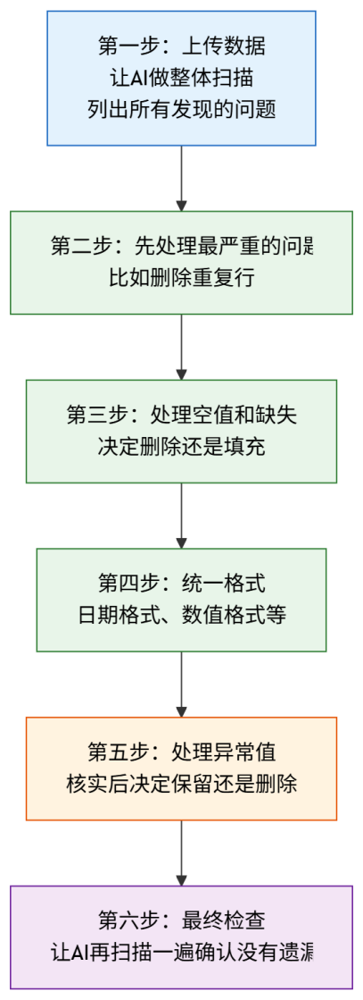 第一步：上传数据
让AI做整体扫描
列出所有发现的问题
第二步：先处理最严重的问题
比如删除重复行
第三步：处理空值和缺失
决定删除还是填充
第四步：统一格式
日期格式、数值格式等
第五步：处理异常值
核实后决定保留还是删除
第六步：最终检查
让AI再扫描一遍确认没有遗漏